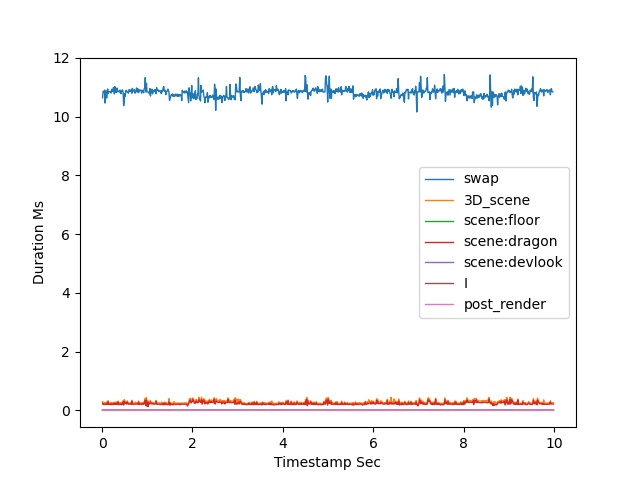 12
10
8
6
4
2
0
Duration Ms
swap
3D_scene
scene:floor
scene:dragon
scene:devlook
I
post_render
0 2 4 6 8 10
Timestamp Sec